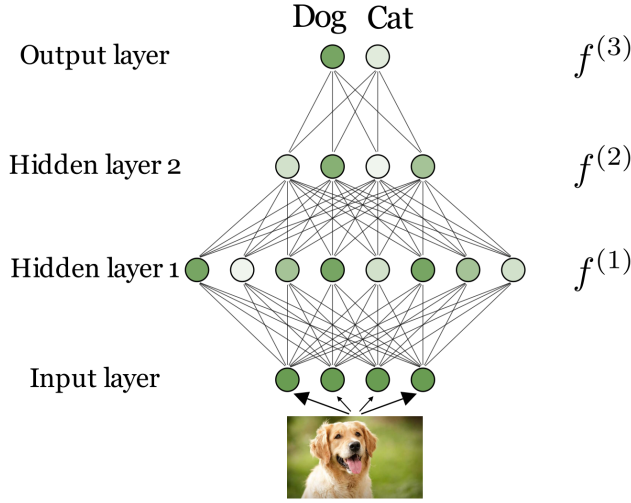 Dog Cat
Output layer f^(3)
Hidden layer 2 f^(2)
Hidden layer 1 f^(1)
Input layer